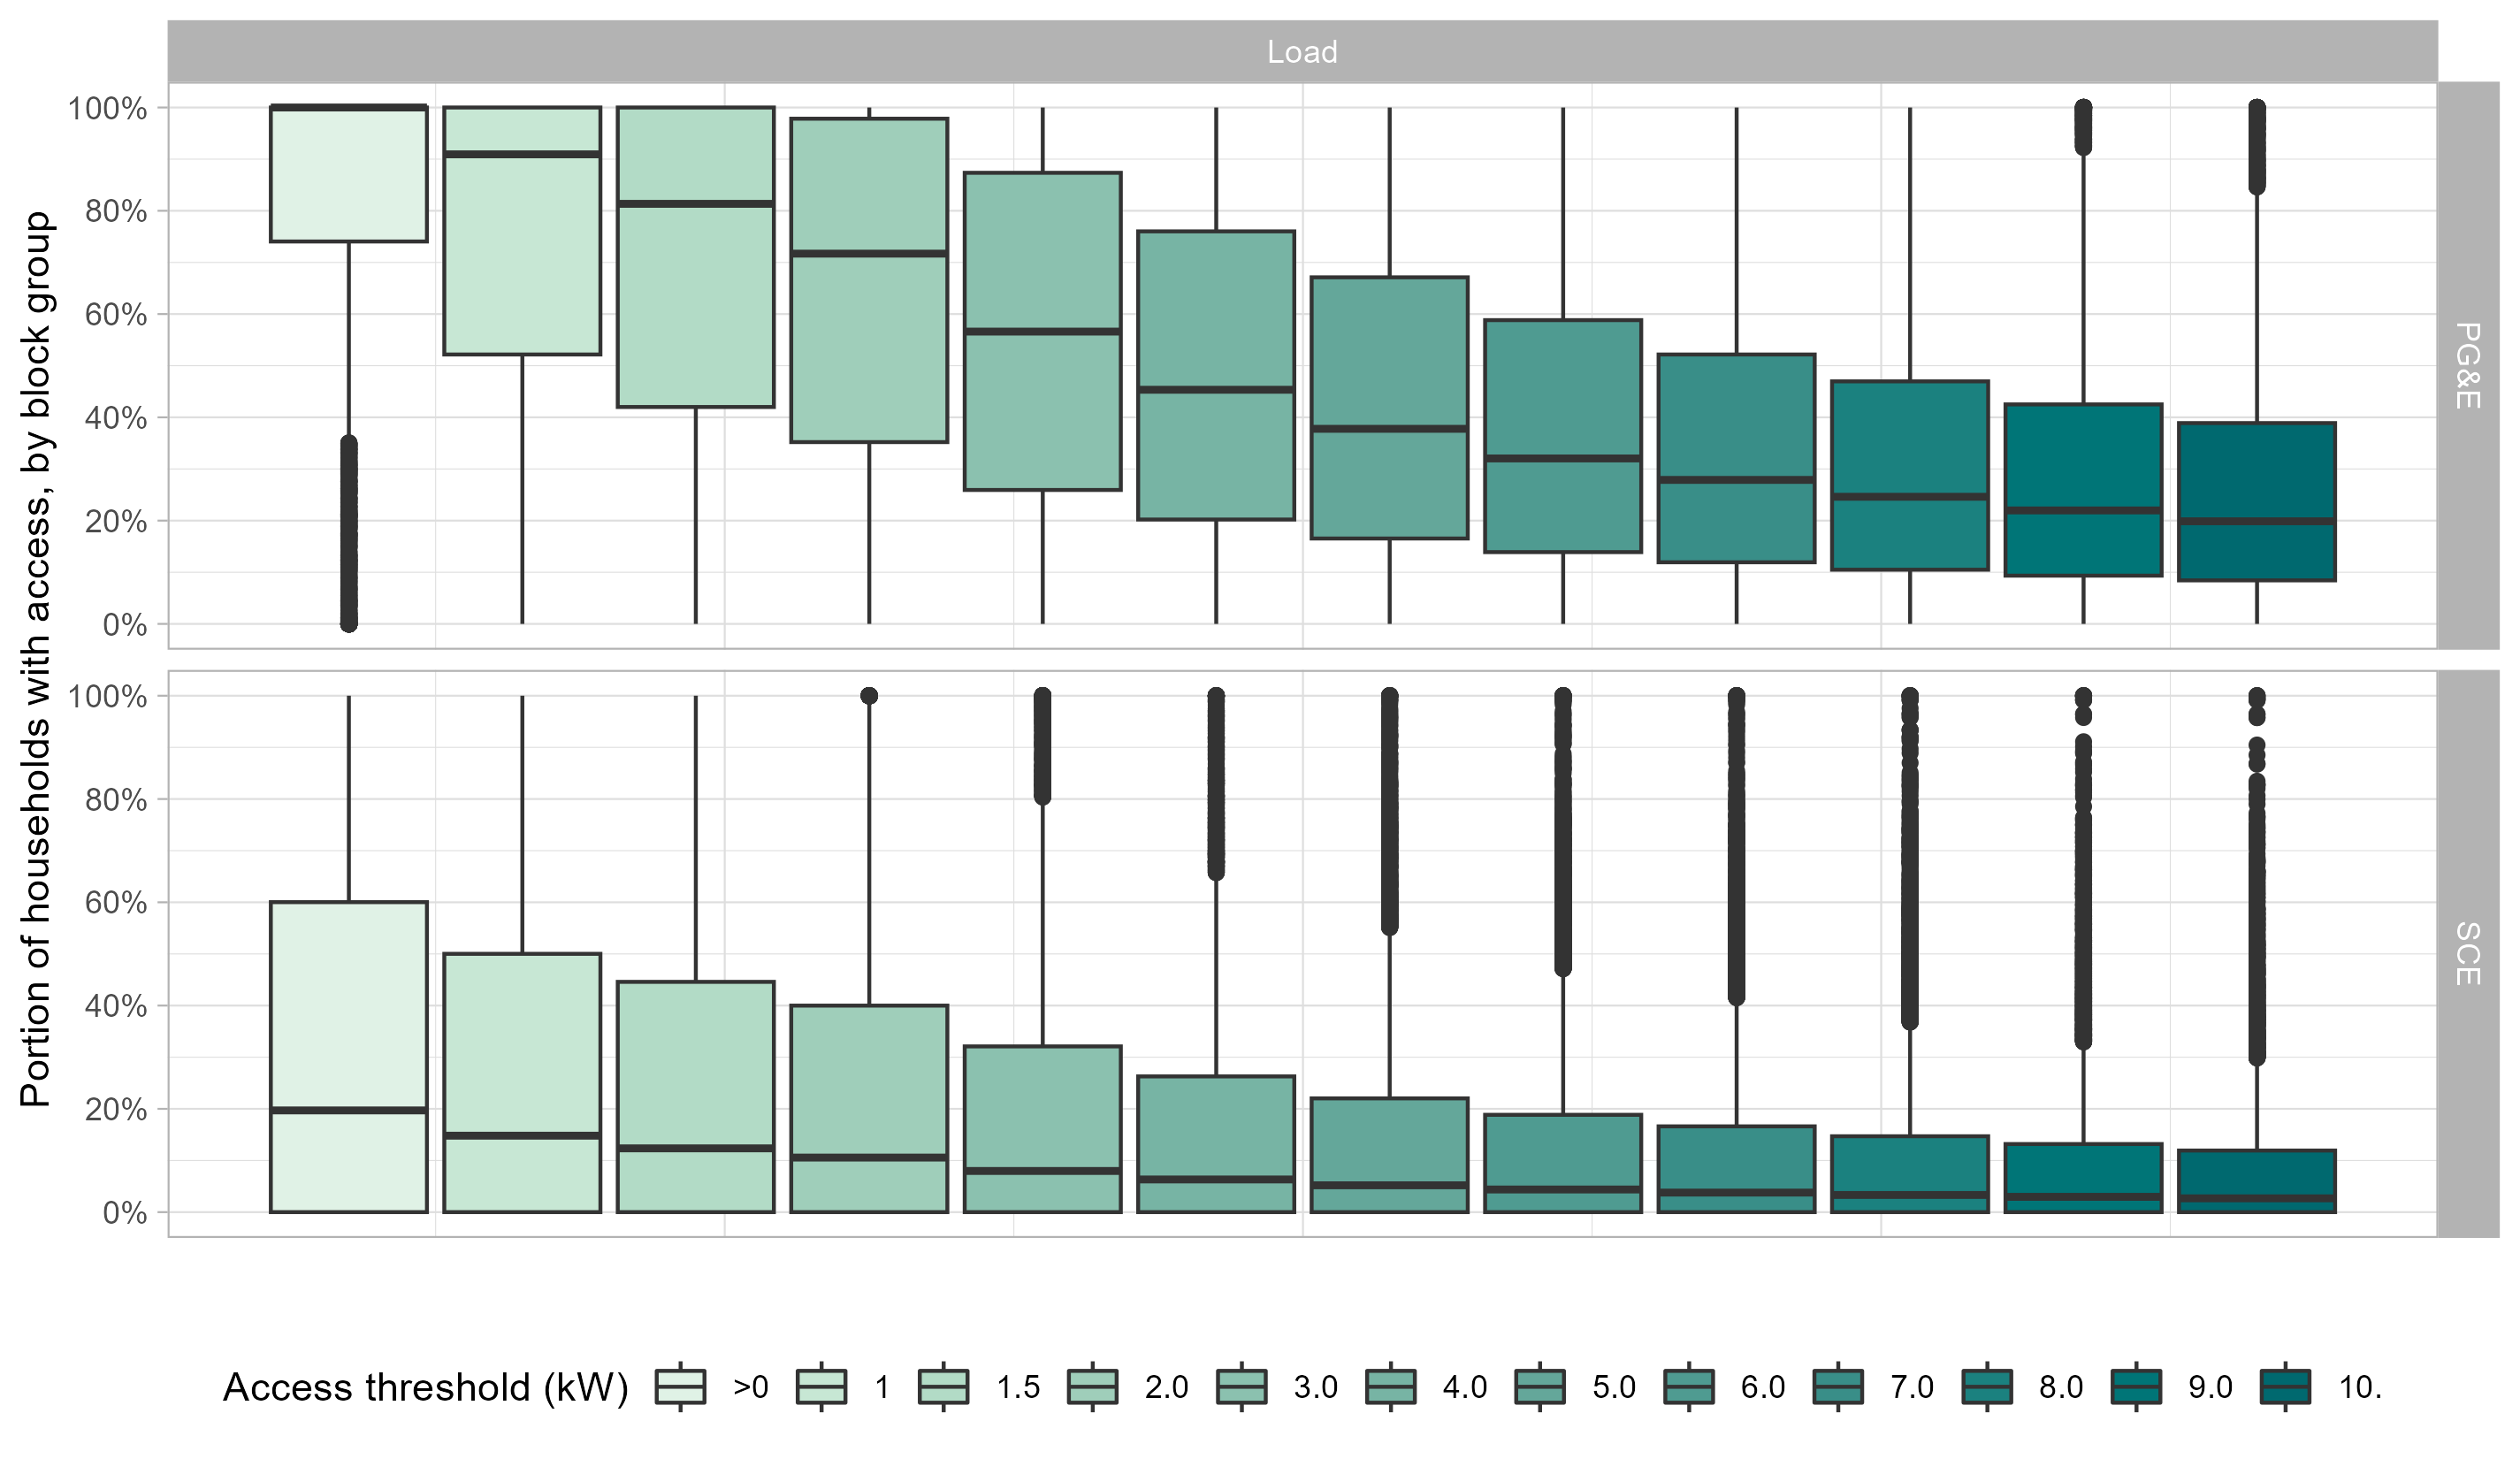 Load
Portion of households with access, by block group
100%
80%
60%
40%
20%
0%
PG&E
100%
80%
60%
40%
20%
0%
SCE
Access threshold (kW) >0 1 1.5 2.0 3.0 4.0 5.0 6.0 7.0 8.0 9.0 10.